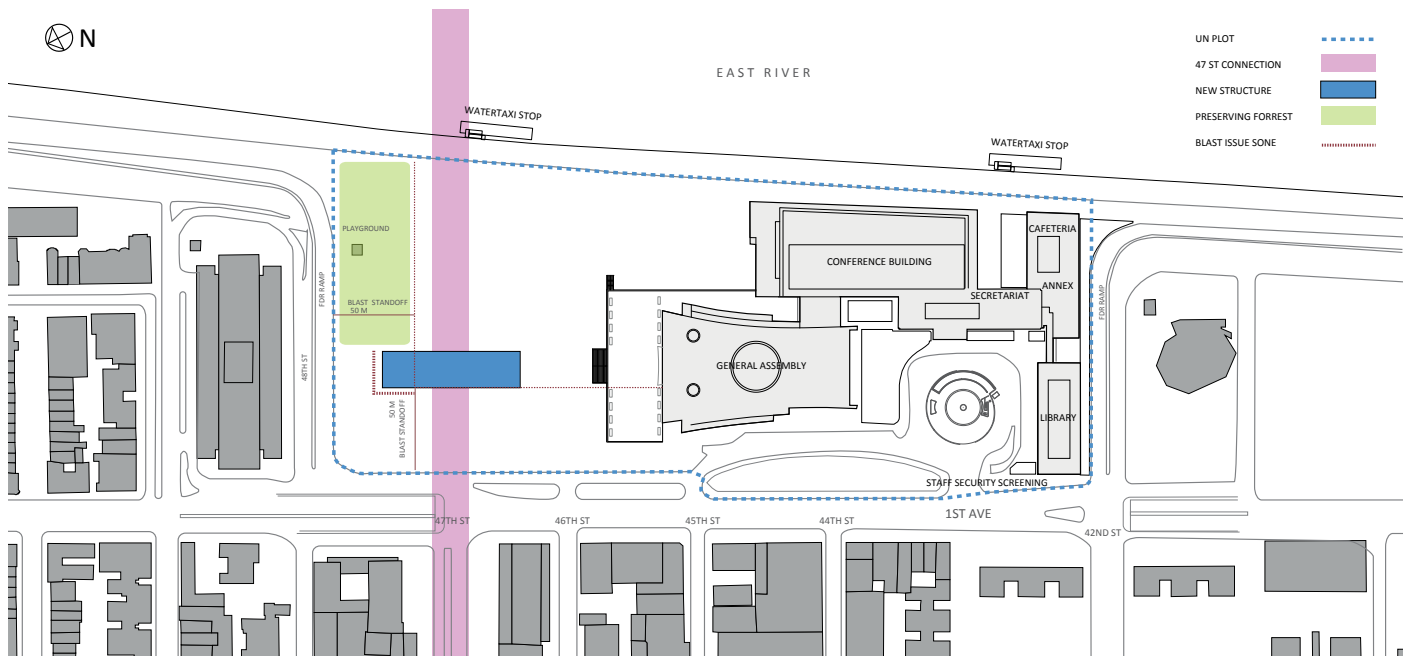 N
EAST RIVER
UN PLOT
47 ST CONNECTION
NEW STRUCTURE
PRESERVING FORREST
BLAST ISSUE SONE
WATERTAXI STOP
WATERTAXI STOP
PLAYGROUND
CAFETERIA
CONFERENCE BUILDING
FDR RAMP
BLAST STANDOFF
50 M
SECRETARIAT
ANNEX
FDR RAMP
48TH ST
GENERAL ASSEMBLY
50 M
BLAST STANDOFF
LIBRARY
STAFF SECURITY SCREENING
1ST AVE
47TH ST
46TH ST
45TH ST
44TH ST
42ND ST